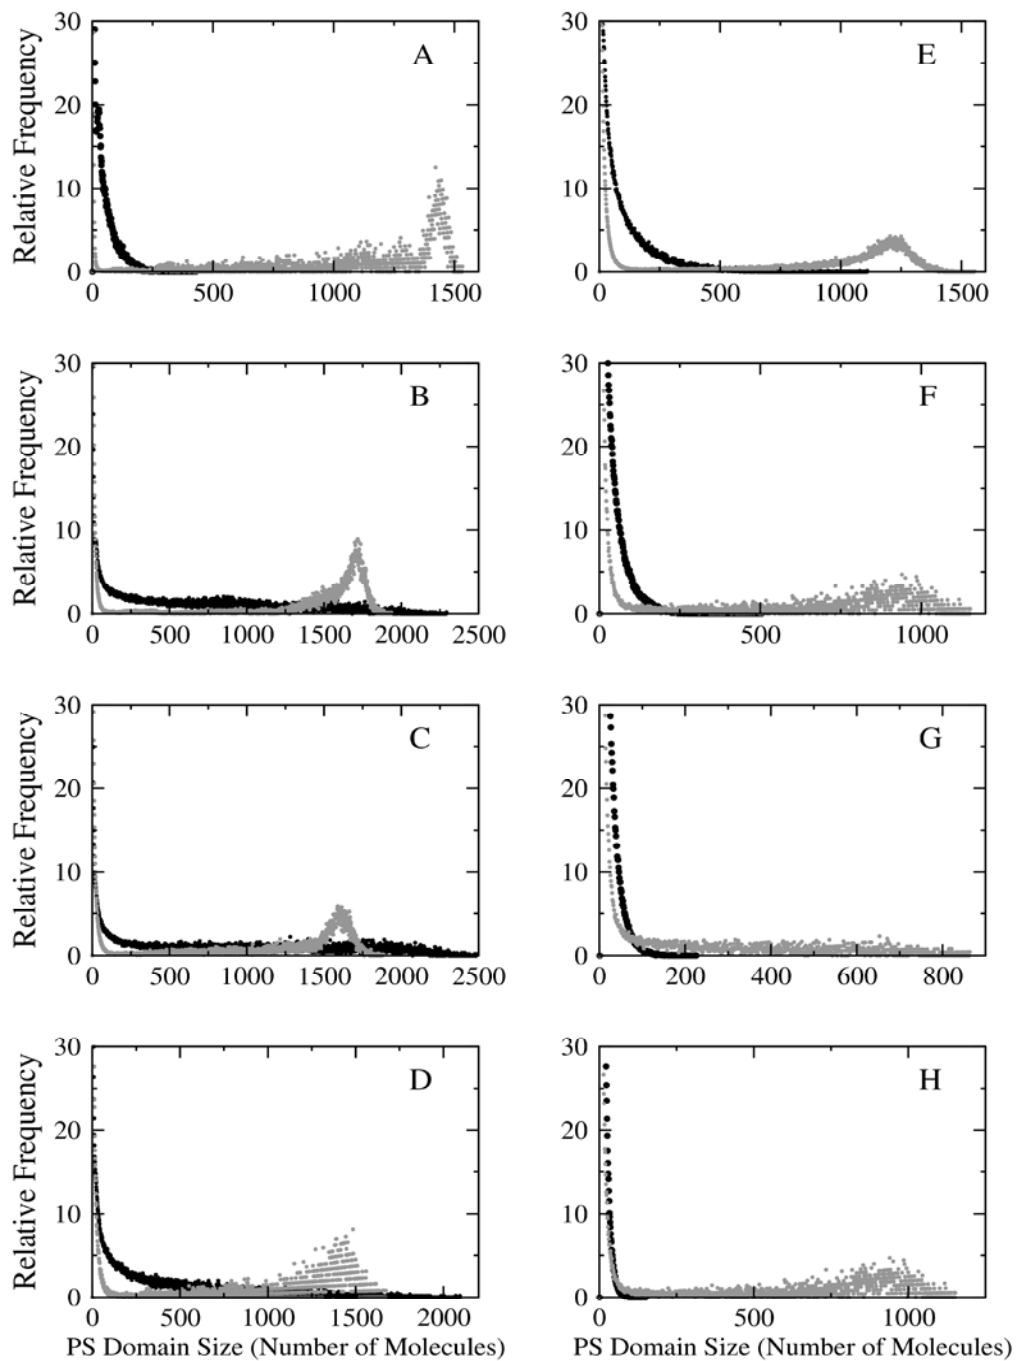 30
20
10
0
0 500 1000 1500
Relative Frequency
A
30
20
10
0
0 500 1000 1500
E
30
20
10
0
0 500 1000 1500 2000 2500
Relative Frequency
B
30
20
10
0
0 500 1000
F
30
20
10
0
0 500 1000 1500 2000 2500
Relative Frequency
C
30
20
10
0
0 200 400 600 800
G
30
20
10
0
0 500 1000 1500 2000
Relative Frequency
D
PS Domain Size (Number of Molecules)
30
20
10
0
0 500 1000
H
PS Domain Size (Number of Molecules)